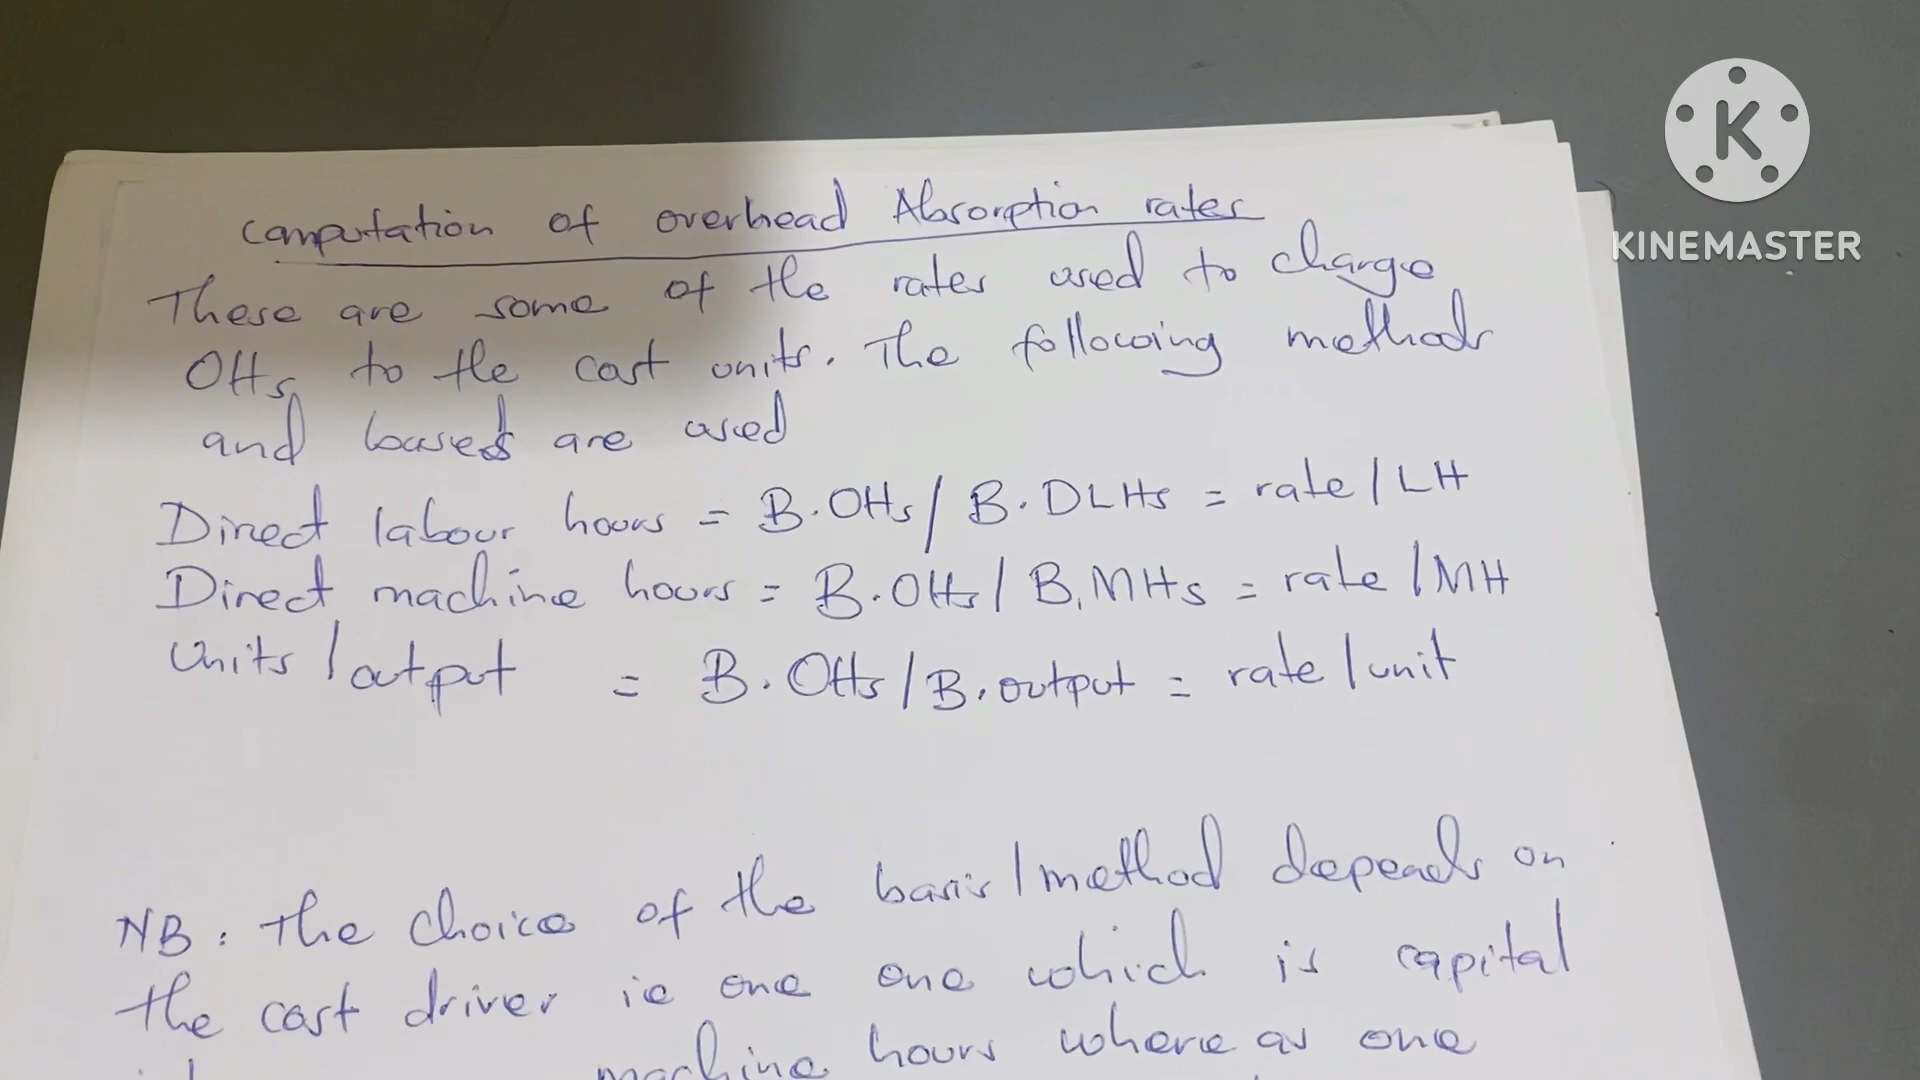 Computation of overhead Absorption rates
These are some of the rates used to charge
OHs to the cost units. The following methods
and bases are used
Direct labour hours = B.OHs / B.DLHs = rate / LH
Direct machine hours = B.OHs / B.MHs = rate / MH
Units / output = B.OHs / B.output = rate / unit
NB: The choice of the basis / method depends on
the cost driver ie one one which is capital
machine hours where as one
K
KINEMASTER